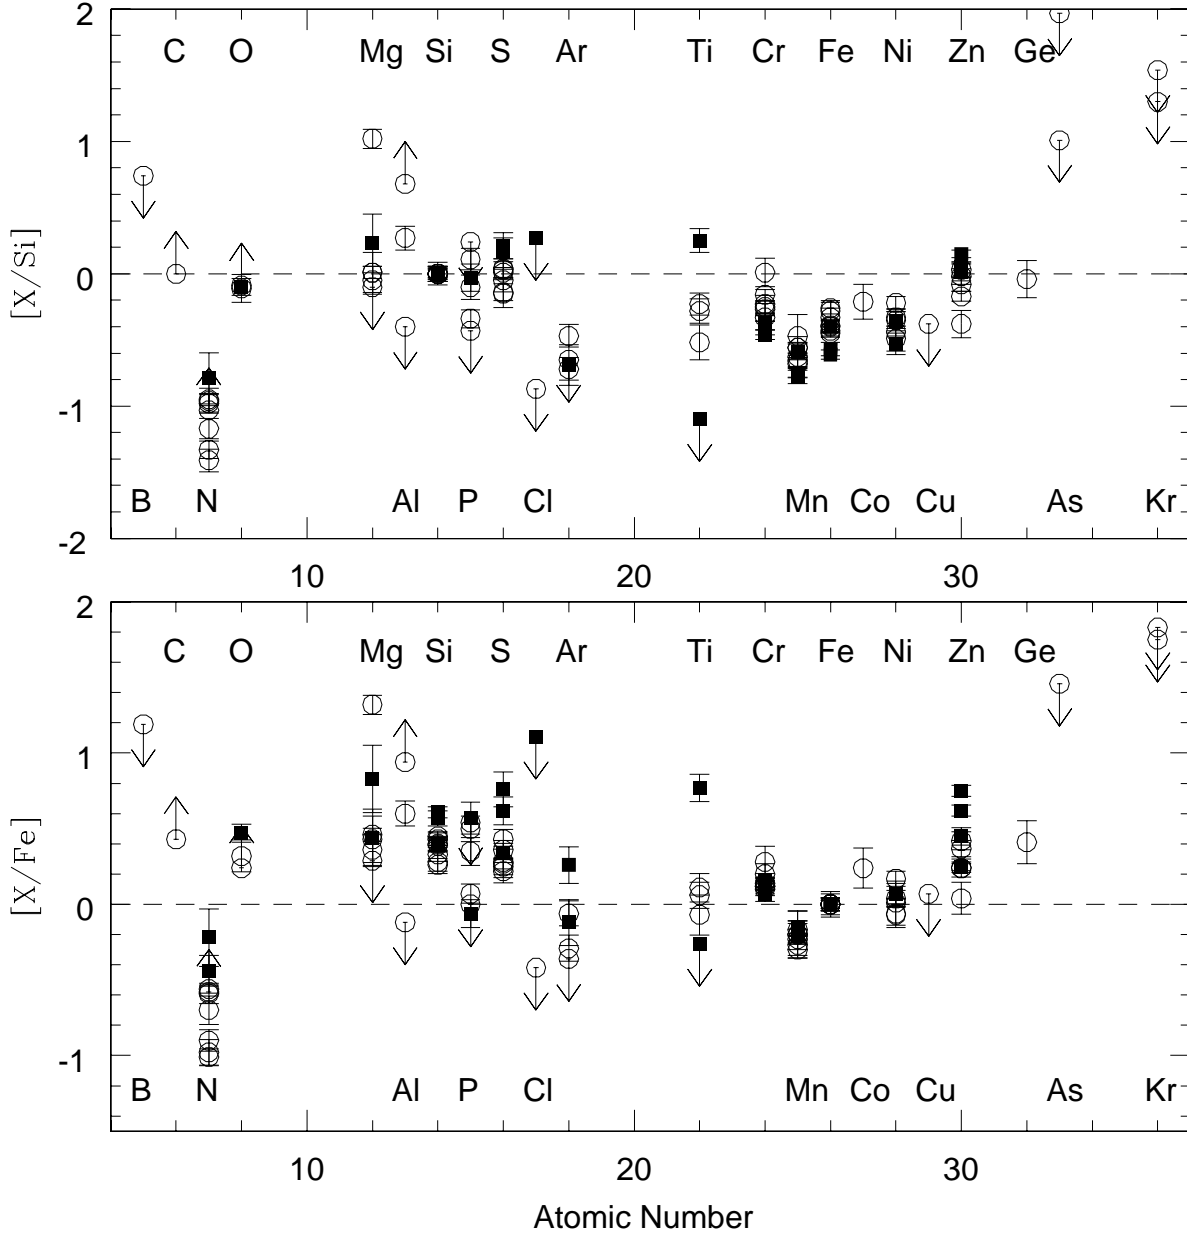 2
C O Mg Si S Ar Ti Cr Fe Ni Zn Ge
1
[X/Si]
0
-1
B N Al P Cl Mn Co Cu As Kr
-2
10 20 30
2
C O Mg Si S Ar Ti Cr Fe Ni Zn Ge
1
[X/Fe]
0
-1
B N Al P Cl Mn Co Cu As Kr
10 20 30
Atomic Number